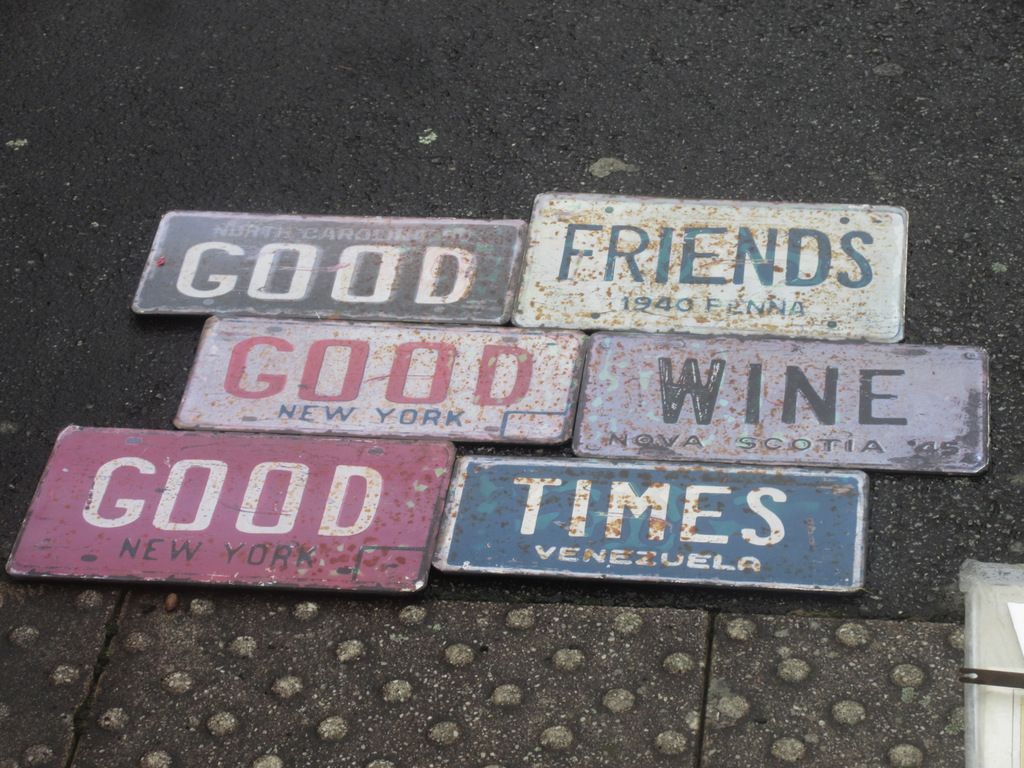 NORTH CAROLINA
GOOD
FRIENDS
1940 PENNA
GOOD
NEW YORK
WINE
NOVA SCOTIA '45
GOOD
NEW YORK
TIMES
VENEZUELA